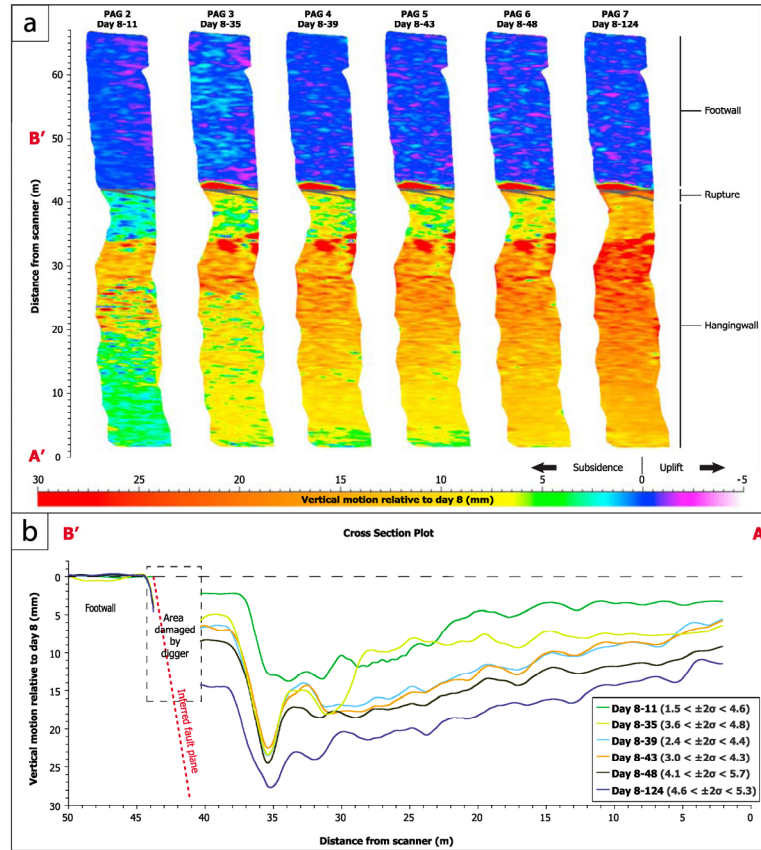 a
PAG 2 PAG 3 PAG 4 PAG 5 PAG 6 PAG 7
Day 8-11 Day 8-35 Day 8-39 Day 8-43 Day 8-48 Day 8-124
60
50
40
30
20
10
0
B'
A'
Distance from scanner (m)
Footwall
Rupture
Hangingwall
Subsidence Uplift
30 25 20 15 10 5 0 -5
Vertical motion relative to day 8 (mm)
b
B' Cross Section Plot A
0
5
10
15
20
25
30
Vertical motion relative to day 8 (mm)
Footwall
Area
damaged
by
digger
Inferred fault plane
Day 8-11 (1.5 < ±2σ < 4.6)
Day 8-35 (3.6 < ±2σ < 4.8)
Day 8-39 (2.4 < ±2σ < 4.4)
Day 8-43 (3.0 < ±2σ < 4.3)
Day 8-48 (4.1 < ±2σ < 5.7)
Day 8-124 (4.6 < ±2σ < 5.3)
50 45 40 35 30 25 20 15 10 5 0
Distance from scanner (m)